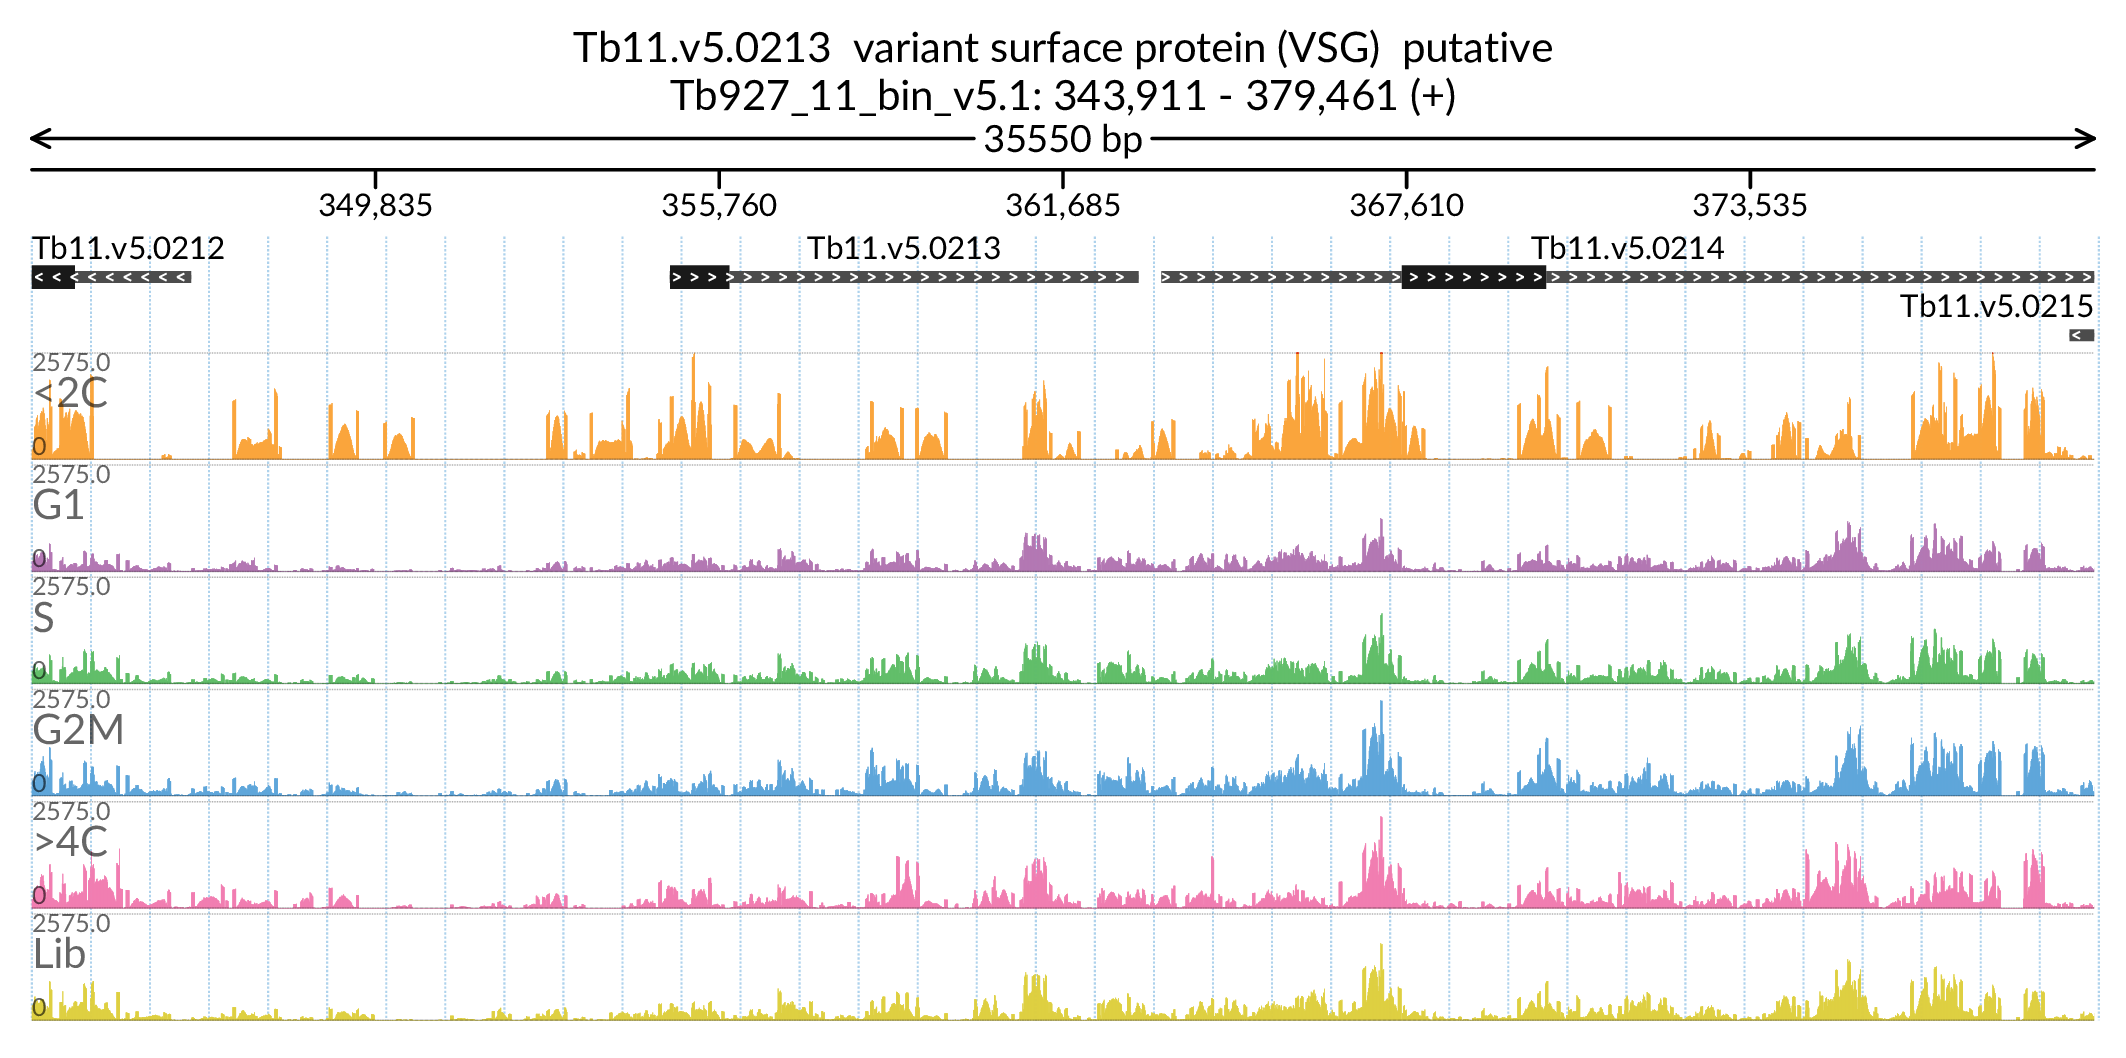 Tb11.v5.0213 variant surface protein (VSG) putative
Tb927_11_bin_v5.1: 343,911 - 379,461 (+)
35550 bp
349,835 355,760 361,685 367,610 373,535
Tb11.v5.0212 Tb11.v5.0213 Tb11.v5.0214
Tb11.v5.0215
2575.0
<2C
0
2575.0
G1
0
2575.0
S
0
2575.0
G2M
0
2575.0
>4C
0
2575.0
Lib
0